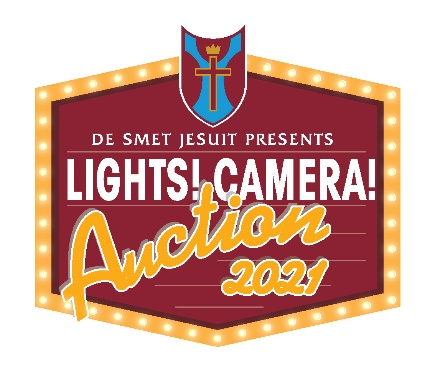 DE SMET JESUIT PRESENTS
LIGHTS! CAMERA!
Auction
2021